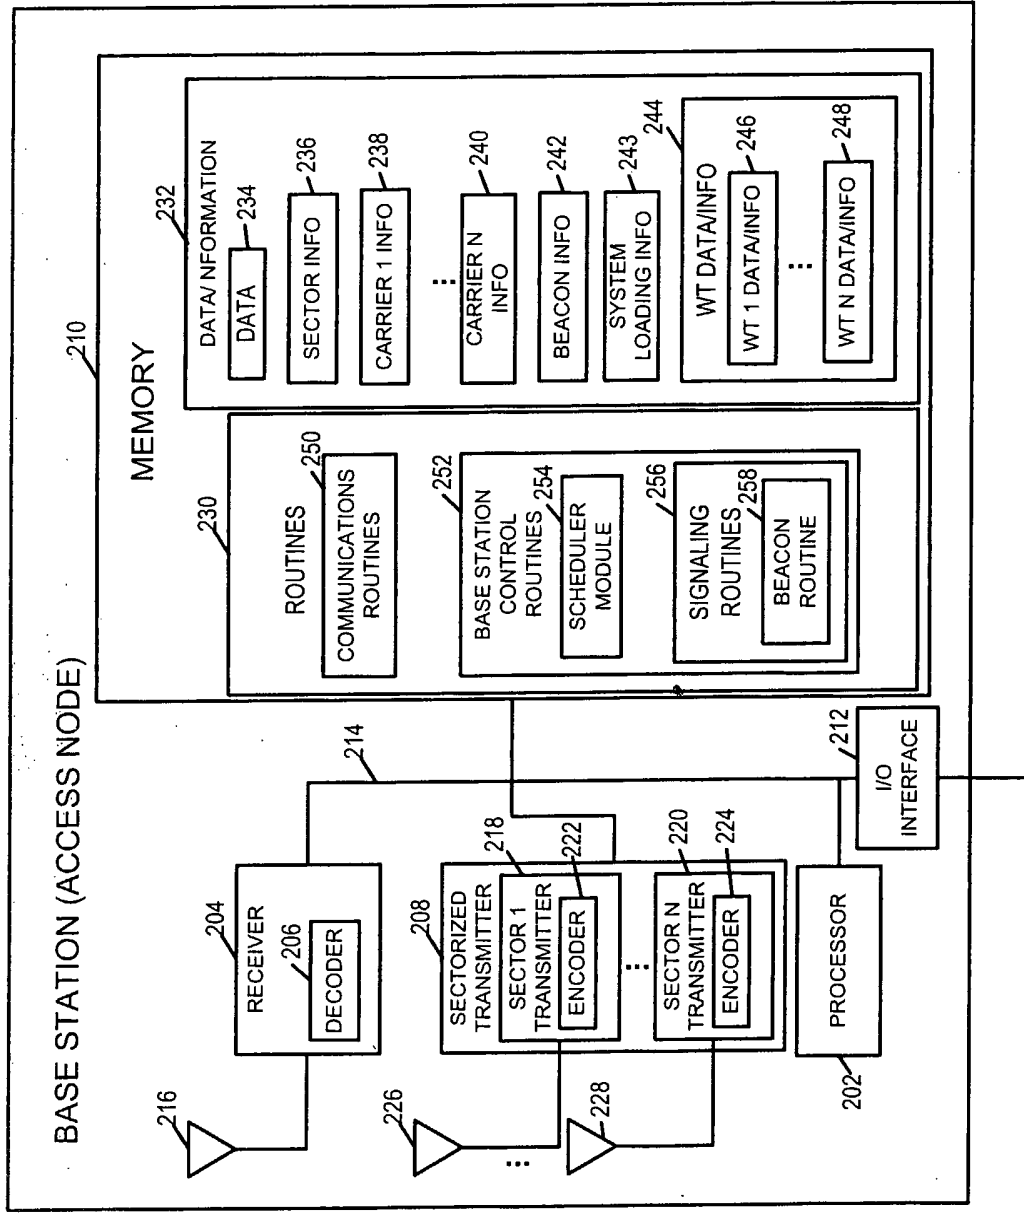 BASE STATION (ACCESS NODE)
216
204
RECEIVER
206
DECODER
226
...
228
208
SECTORIZED
TRANSMITTER
218
SECTOR 1
TRANSMITTER
222
ENCODER
...
220
SECTOR N
TRANSMITTER
224
ENCODER
202
PROCESSOR
214
212
I/O
INTERFACE
210
MEMORY
230
ROUTINES
250
COMMUNICATIONS
ROUTINES
252
BASE STATION
CONTROL
ROUTINES
254
SCHEDULER
MODULE
256
SIGNALING
ROUTINES
258
BEACON
ROUTINE
232
DATA/ NFORMATION
234
DATA
236
SECTOR INFO
238
CARRIER 1 INFO
...
240
CARRIER N
INFO
242
BEACON INFO
243
SYSTEM
LOADING INFO
244
WT DATA/INFO
246
WT 1 DATA/INFO
...
248
WT N DATA/INFO